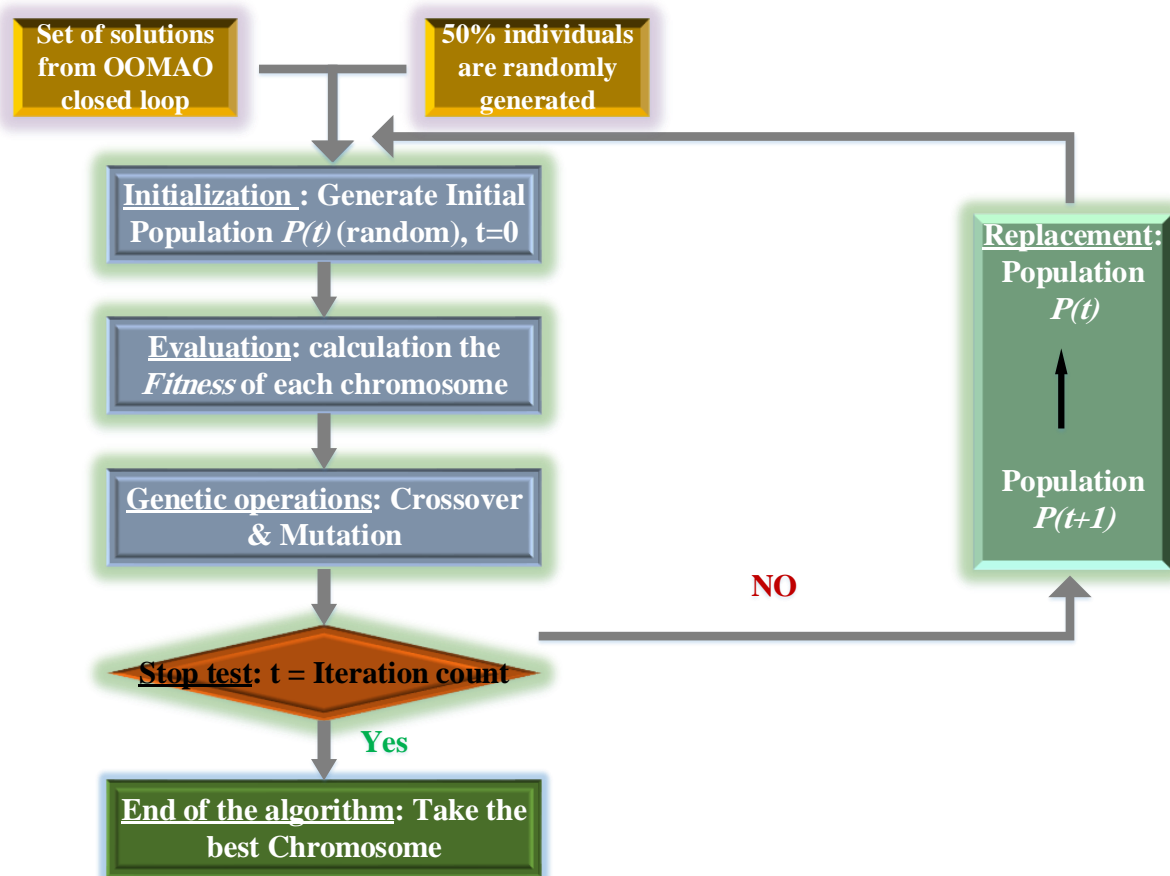 Set of solutions
from OOMAO
closed loop
50% individuals
are randomly
generated
Initialization : Generate Initial
Population P(t) (random), t=0
Evaluation: calculation the
Fitness of each chromosome
Genetic operations: Crossover
& Mutation
Stop test: t = Iteration count
NO
Yes
End of the algorithm: Take the
best Chromosome
Replacement:
Population
P(t)
Population
P(t+1)